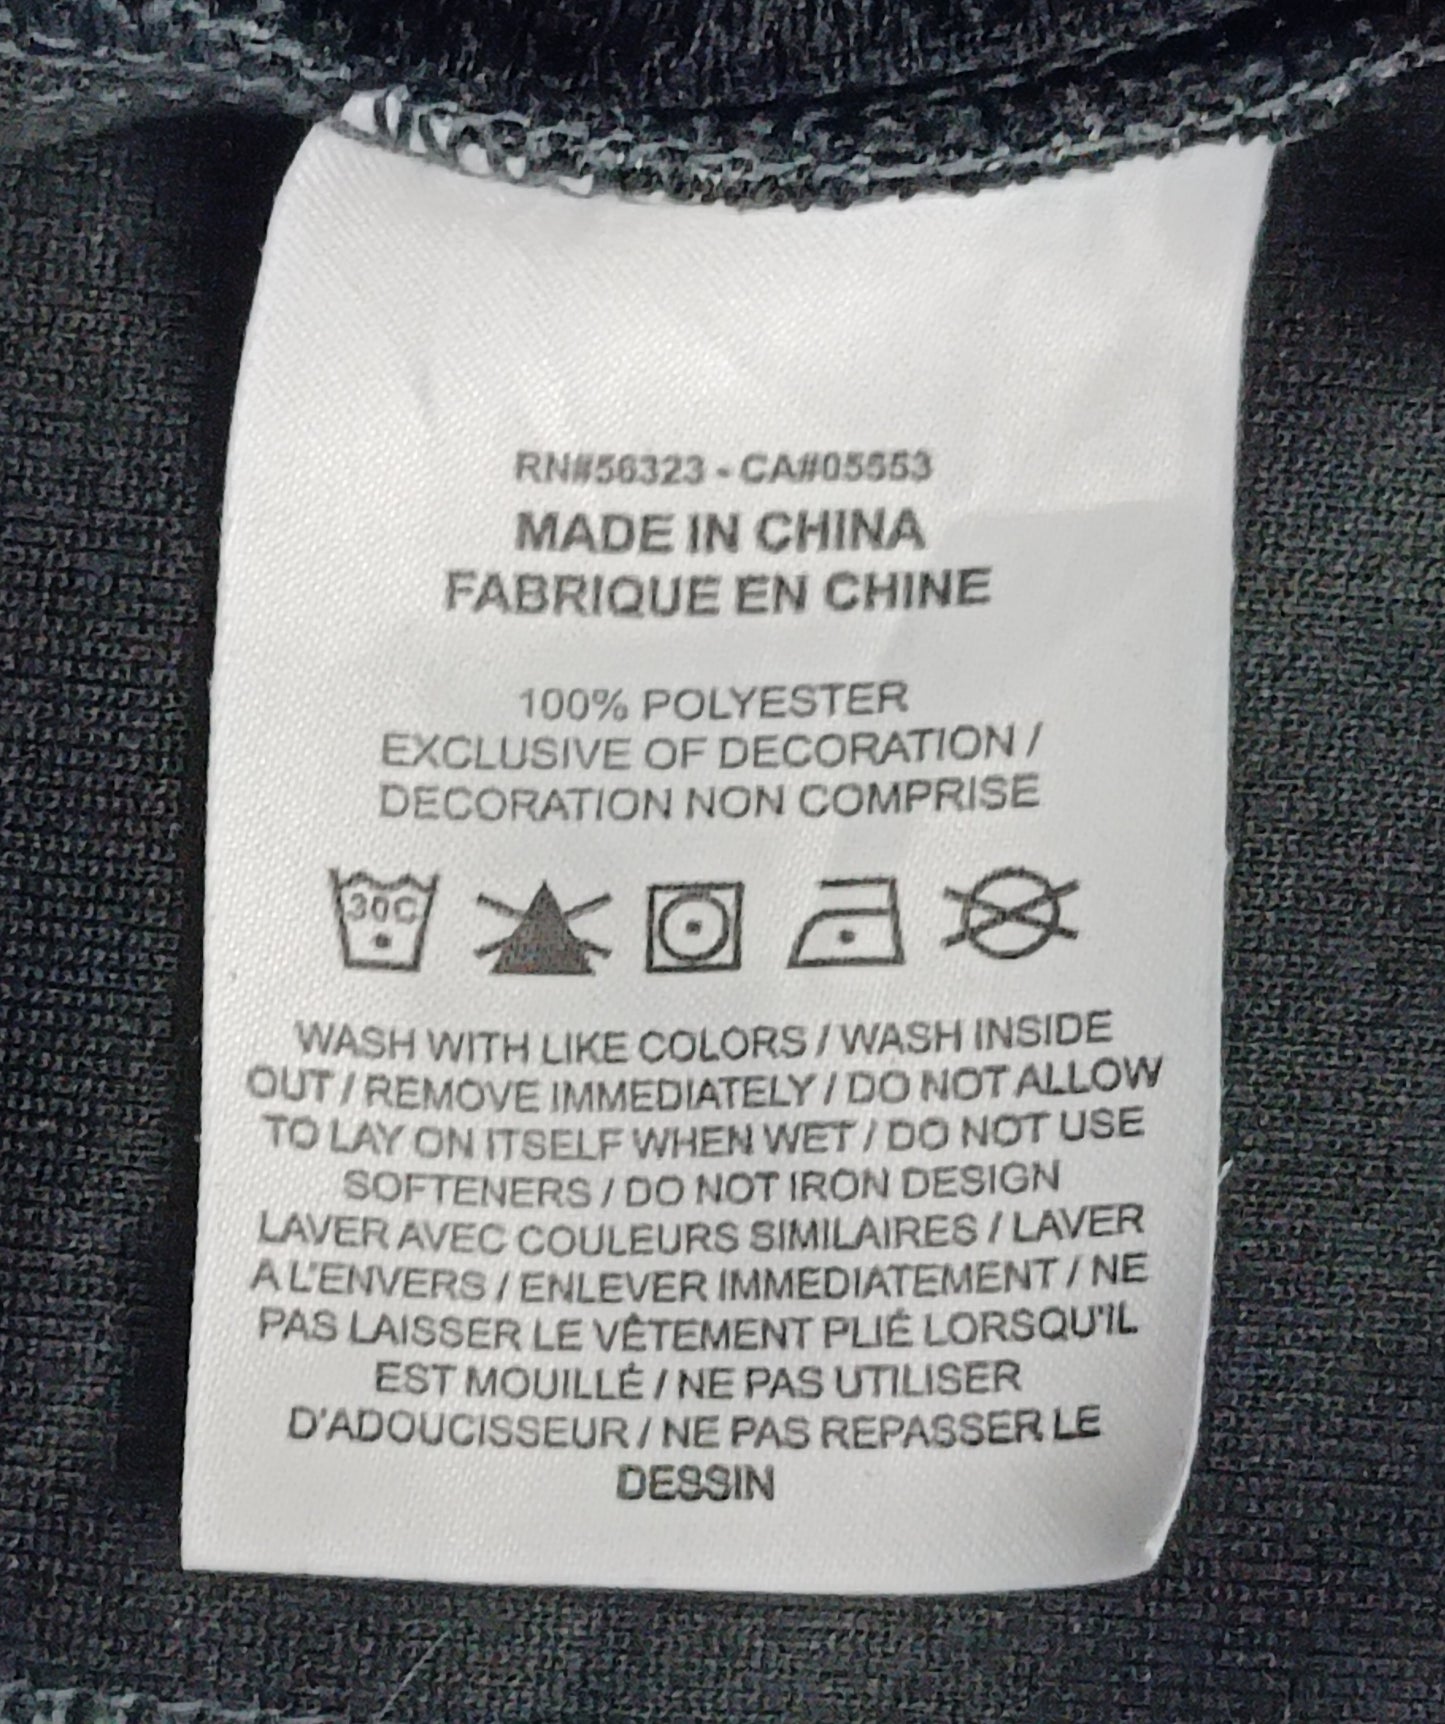 RN#56323 - CA#05553
MADE IN CHINA
FABRIQUE EN CHINE
100% POLYESTER
EXCLUSIVE OF DECORATION /
DECORATION NON COMPRISE
30C
WASH WITH LIKE COLORS / WASH INSIDE
OUT / REMOVE IMMEDIATELY / DO NOT ALLOW
TO LAY ON ITSELF WHEN WET / DO NOT USE
SOFTENERS / DO NOT IRON DESIGN
LAVER AVEC COULEURS SIMILAIRES / LAVER
A L'ENVERS / ENLEVER IMMEDIATEMENT / NE
PAS LAISSER LE VÊTEMENT PLIÉ LORSQU'IL
EST MOUILLÉ / NE PAS UTILISER
D'ADOUCISSEUR / NE PAS REPASSER LE
DESSIN